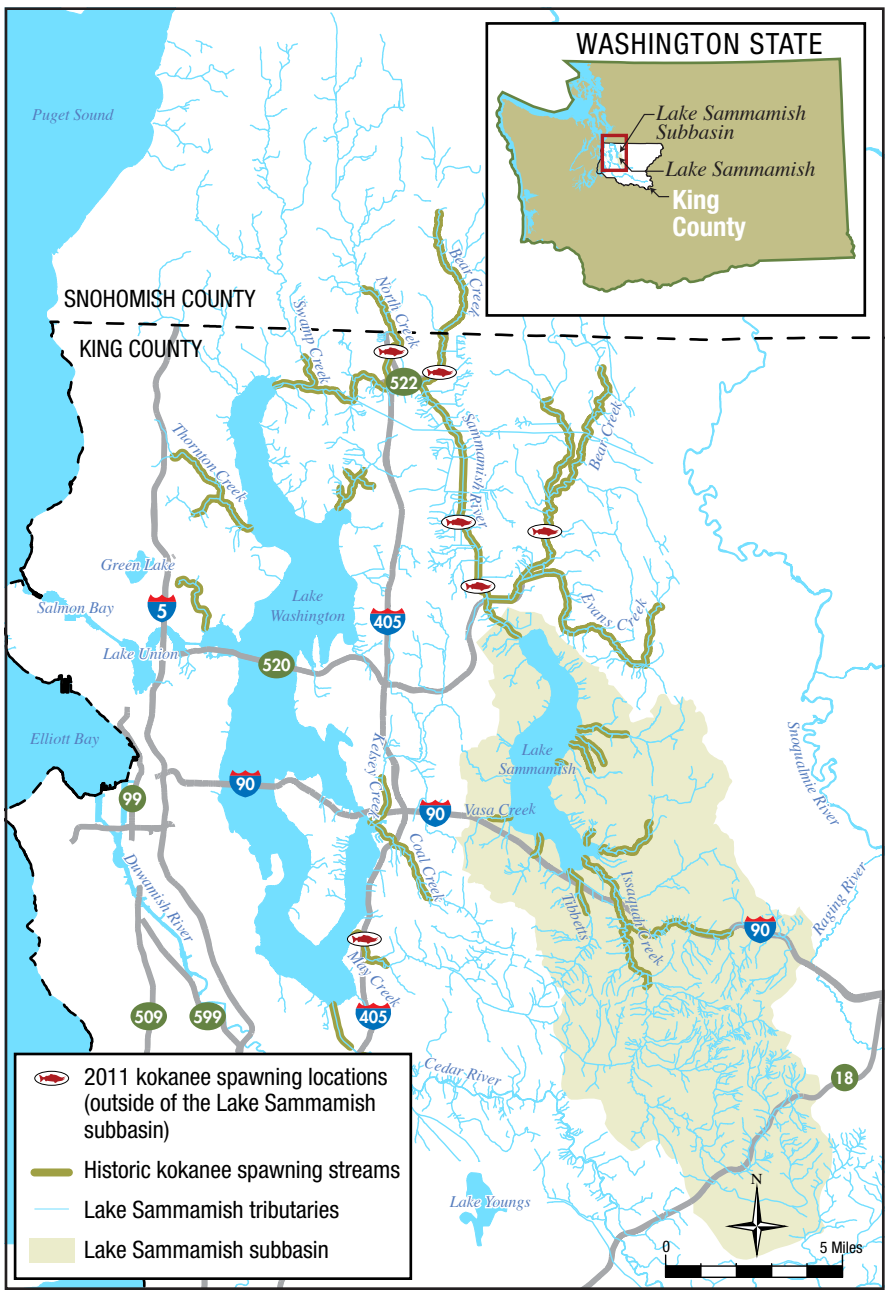 WASHINGTON STATE
Lake Sammamish
Subbasin
Lake Sammamish
King
County
Puget Sound
SNOHOMISH COUNTY
KING COUNTY
Bear Creek
North Creek
Swamp Creek
522
Thornton Creek
Sammamish River
Bear Creek
Green Lake
Salmon Bay
5
Lake
Washington
405
Evans Creek
Lake Union
520
Elliott Bay
Kelsey Creek
Lake
Sammamish
Snoqualmie River
99
90
90
Vasa Creek
Coal Creek
Duwamish River
Tibbetts
Issaquah Creek
90
Raging River
May Creek
509
599
405
Cedar River
18
Lake Youngs
2011 kokanee spawning locations
(outside of the Lake Sammamish
subbasin)
Historic kokanee spawning streams
Lake Sammamish tributaries
Lake Sammamish subbasin
N
0 5 Miles